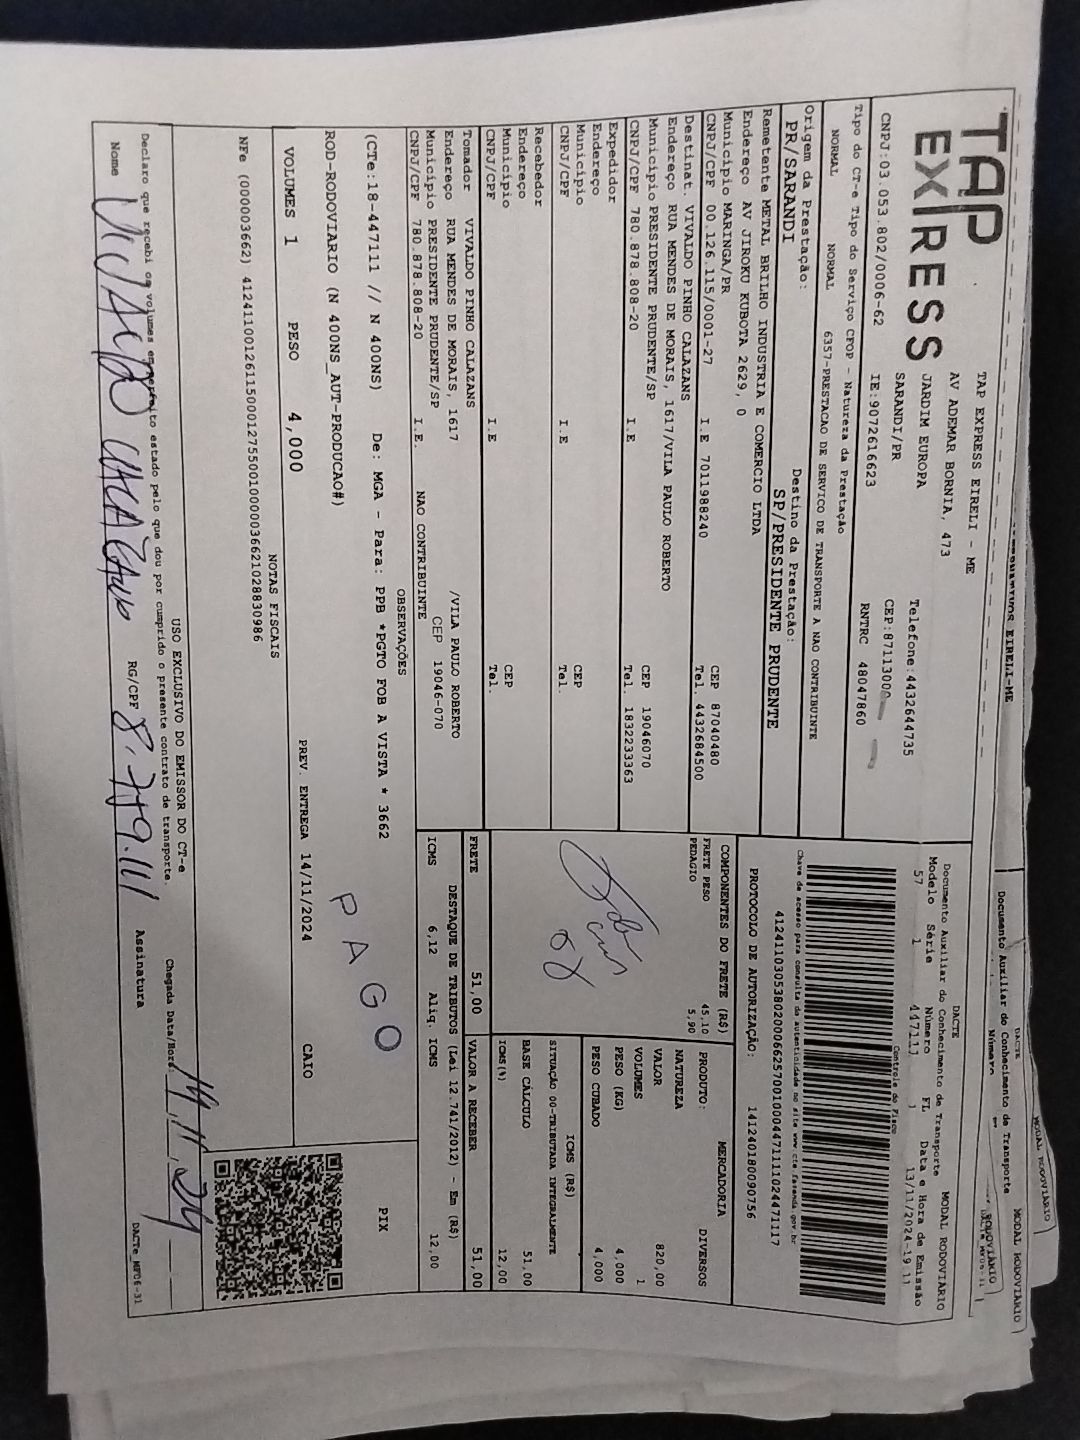 TAP
EXPRESS
TAP EXPRESS EIRELI - ME
AV ADEMAR BORNIA, 473
JARDIM EUROPA
SARANDI/PR
Telefone:4432644735
CEP:87113000
CNPJ:03.053.802/0006-62 IE:9072616623 RNTRC 48047860
Tipo do CT-e Tipo do Serviço CFOP - Natureza da Prestação
NORMAL NORMAL 6357-PRESTACAO DE SERVICO DE TRANSPORTE A NAO CONTRIBUINTE
Origem da Prestação: Destino da Prestação:
PR/SARANDI SP/PRESIDENTE PRUDENTE
Remetente METAL BRILHO INDUSTRIA E COMERCIO LTDA
Endereço AV JIROKU KUBOTA 2629, 0
Município MARINGA/PR CEP 87040480
CNPJ/CPF 00.126.115/0001-27 I.E 7011988240 Tel. 4432684500
Destinat. VIVALDO PINHO CALAZANS
Endereço RUA MENDES DE MORAIS, 1617/VILA PAULO ROBERTO
Município PRESIDENTE PRUDENTE/SP CEP 19046070
CNPJ/CPF 780.878.808-20 I.E Tel. 1832233363
Expedidor
Endereço
Município CEP
CNPJ/CPF I.E Tel.
Recebedor
Endereço
Município CEP
CNPJ/CPF I.E Tel.
Tomador VIVALDO PINHO CALAZANS
Endereço RUA MENDES DE MORAIS, 1617 /VILA PAULO ROBERTO
Município PRESIDENTE PRUDENTE/SP CEP 19046-070
CNPJ/CPF 780.878.808-20 I.E. NAO CONTRIBUINTE
Documento Auxiliar do Conhecimento de Transporte
MODAL RODOVIÁRIO
DACTE
Documento Auxiliar do Conhecimento de Transporte MODAL RODOVIÁRIO
Modelo Série Número FL Data e Hora de Emissão
57 1 447111 13/11/2024-19:11
Controle do Fisco
Chave de acesso para consulta de autenticidade no site www.cte.fazenda.gov.br
41241103053802000662570010004471111024471117
PROTOCOLO DE AUTORIZAÇÃO: 141240180090756
COMPONENTES DO FRETE (R$)
FRETE PESO 45,10
PEDAGIO 5,90
MERCADORIA
PRODUTO: DIVERSOS
NATUREZA
VALOR 820,00
VOLUMES 1
PESO (KG) 4,000
PESO CUBADO 4,000
ICMS (R$)
SITUAÇÃO 00-TRIBUTADA INTEGRALMENTE
BASE CÁLCULO 51,00
ICMS(%) 12,00
FRETE 51,00 VALOR A RECEBER 51,00
DESTAQUE DE TRIBUTOS (Lei 12.741/2012) - Em (R$)
ICMS 6,12 Aliq. ICMS 12,00
OBSERVAÇÕES
(CTe:18-447111 // N 400NS) De: MGA - Para: PPB *PGTO FOB A VISTA * 3662
ROD-RODOVIARIO (N 400NS_AUT-PRODUCAO#)
PAGO
PIX
VOLUMES 1 PESO 4,000 PREV. ENTREGA 14/11/2024 CAIO
NOTAS FISCAIS
NFe (000003662) 41241100126115000127550010000036621028830986
USO EXCLUSIVO DO EMISSOR DO CT-e
Declaro que recebi os volumes em perfeito estado pelo que dou por cumprido o presente contrato de transporte.
Chegada Data/Hora: 14,11,24
Nome RG/CPF Assinatura
DACTe_MFD6-31